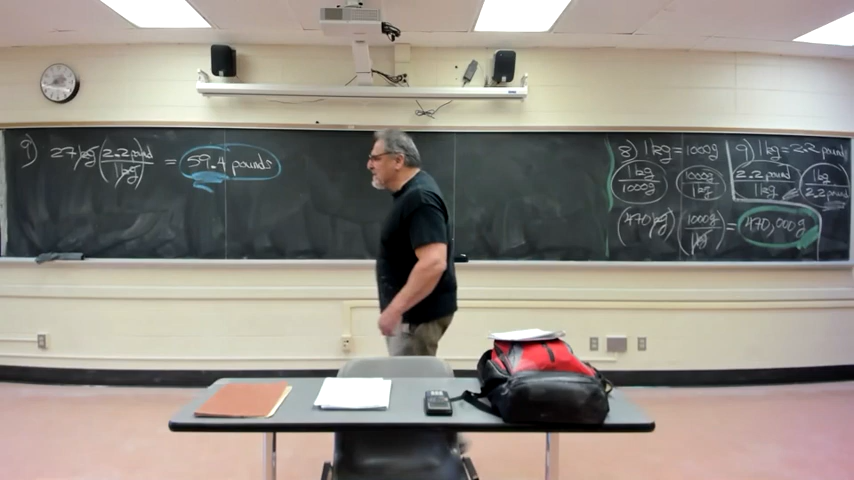 9) 27 kg (2.2 pound / 1 kg) = 59.4 pounds
8) 1 kg = 1000 g
1 kg / 1000 g 1000 g / 1 kg
(470 kg) (1000 g / 1 kg) = 470,000 g
9) 1 kg = 2.2 pounds
2.2 pound / 1 kg 1 kg / 2.2 pounds